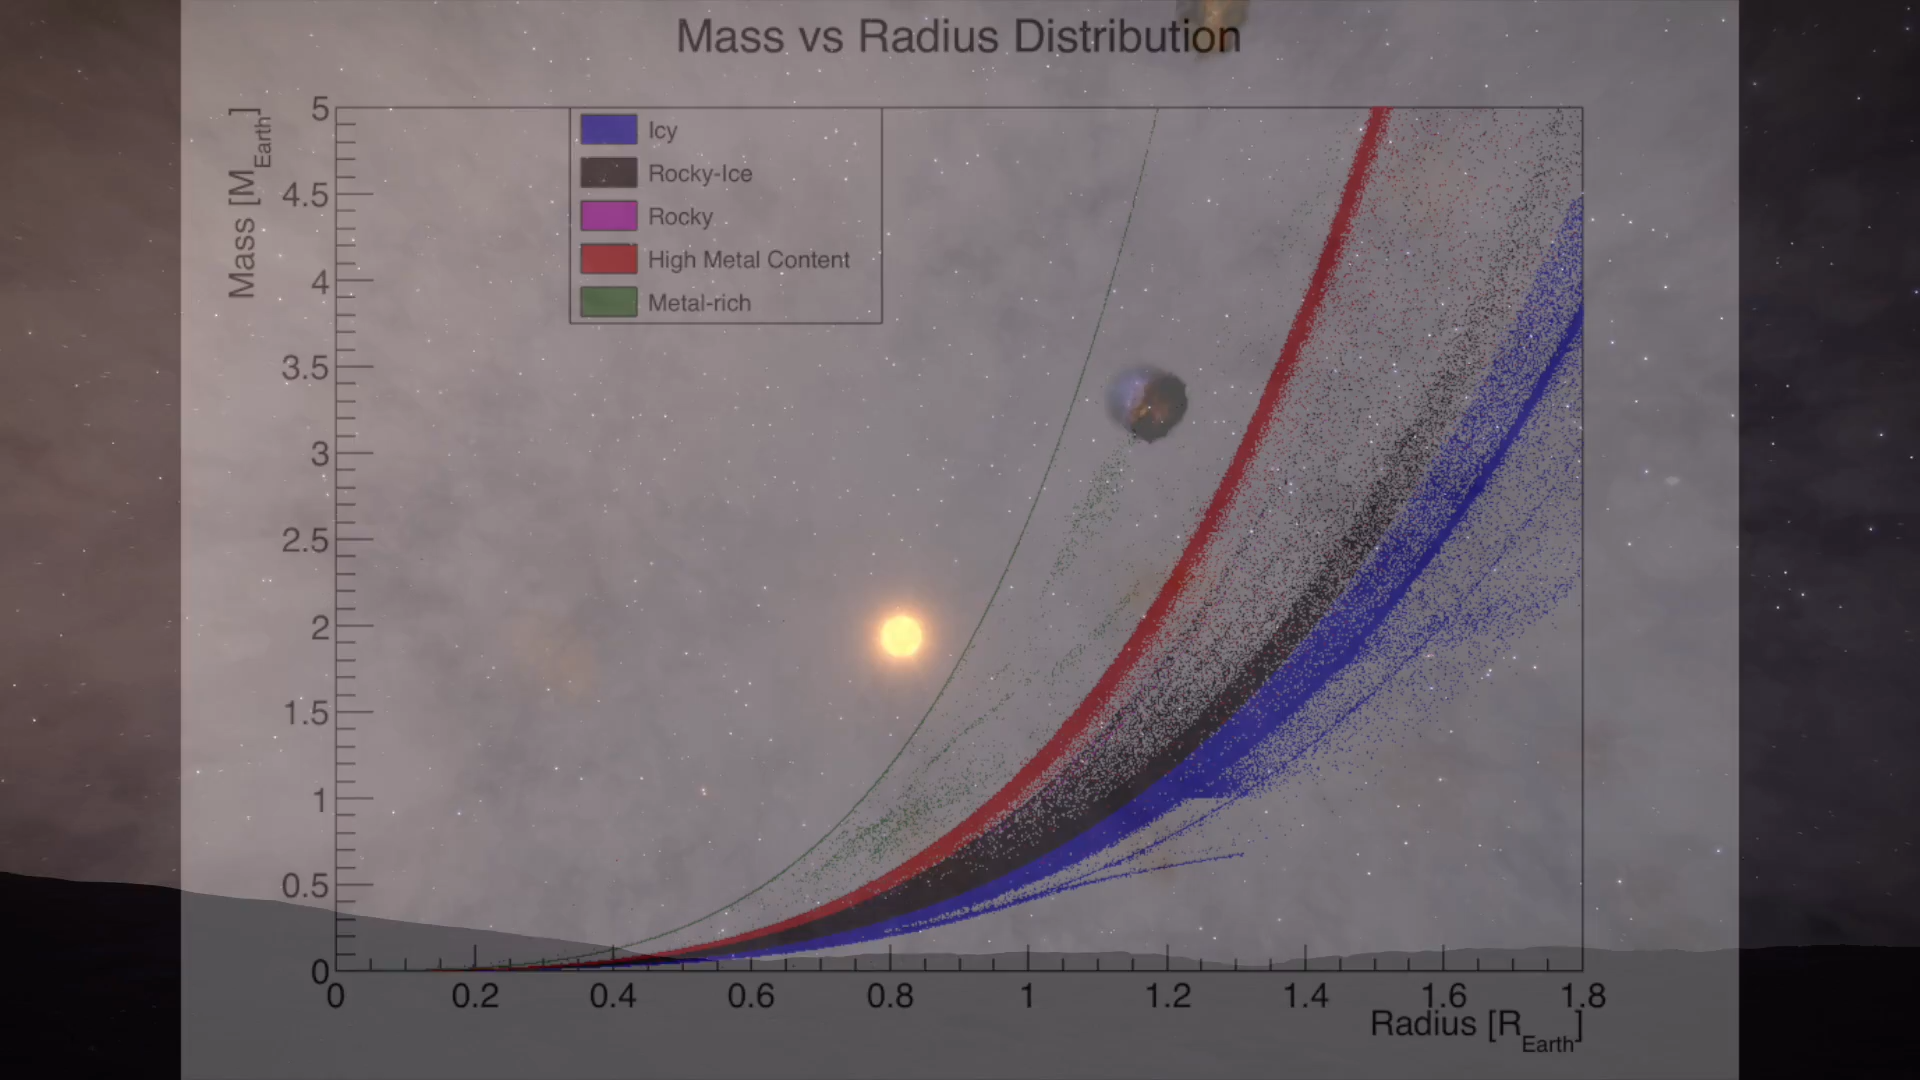 Mass vs Radius Distribution
Mass [M_Earth]
5
4.5
4
3.5
3
2.5
2
1.5
1
0.5
0
Icy
Rocky-Ice
Rocky
High Metal Content
Metal-rich
0 0.2 0.4 0.6 0.8 1 1.2 1.4 1.6 1.8
Radius [R_Earth]